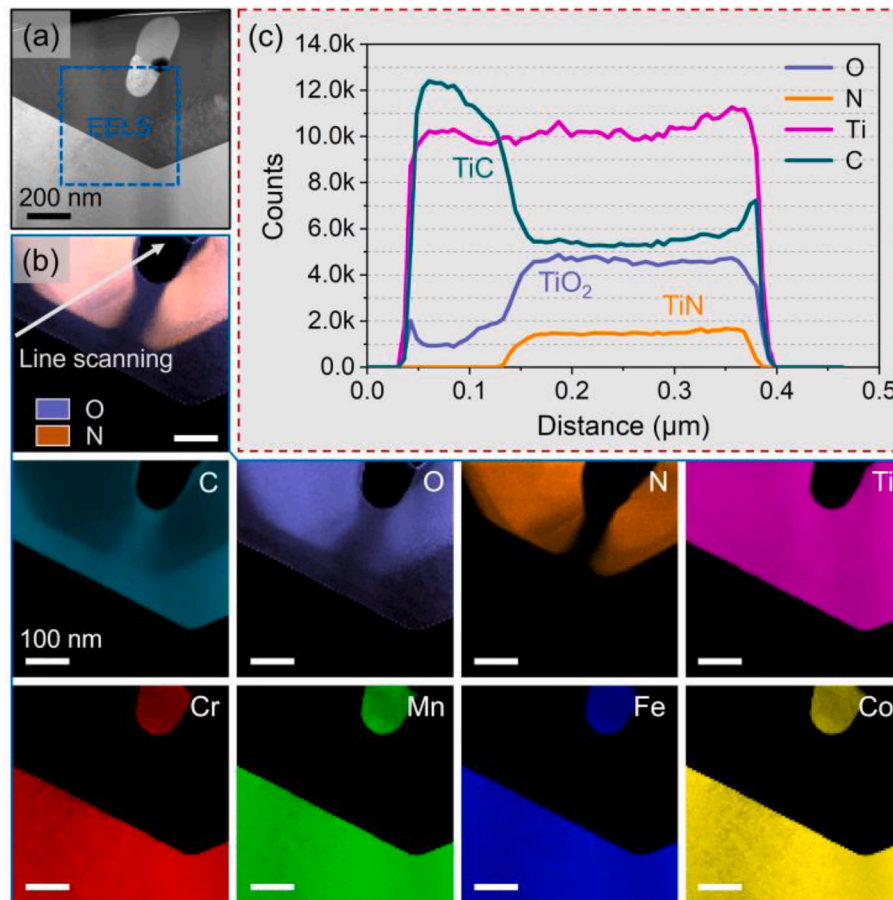 (a)
EELS
200 nm
(b)
Line scanning
O
N
(c)
14.0k
12.0k
10.0k
8.0k
6.0k
4.0k
2.0k
0.0
Counts
O
N
Ti
C
TiC
TiO₂
TiN
0.0 0.1 0.2 0.3 0.4 0.5
Distance (μm)
C O N Ti
100 nm
Cr Mn Fe Co